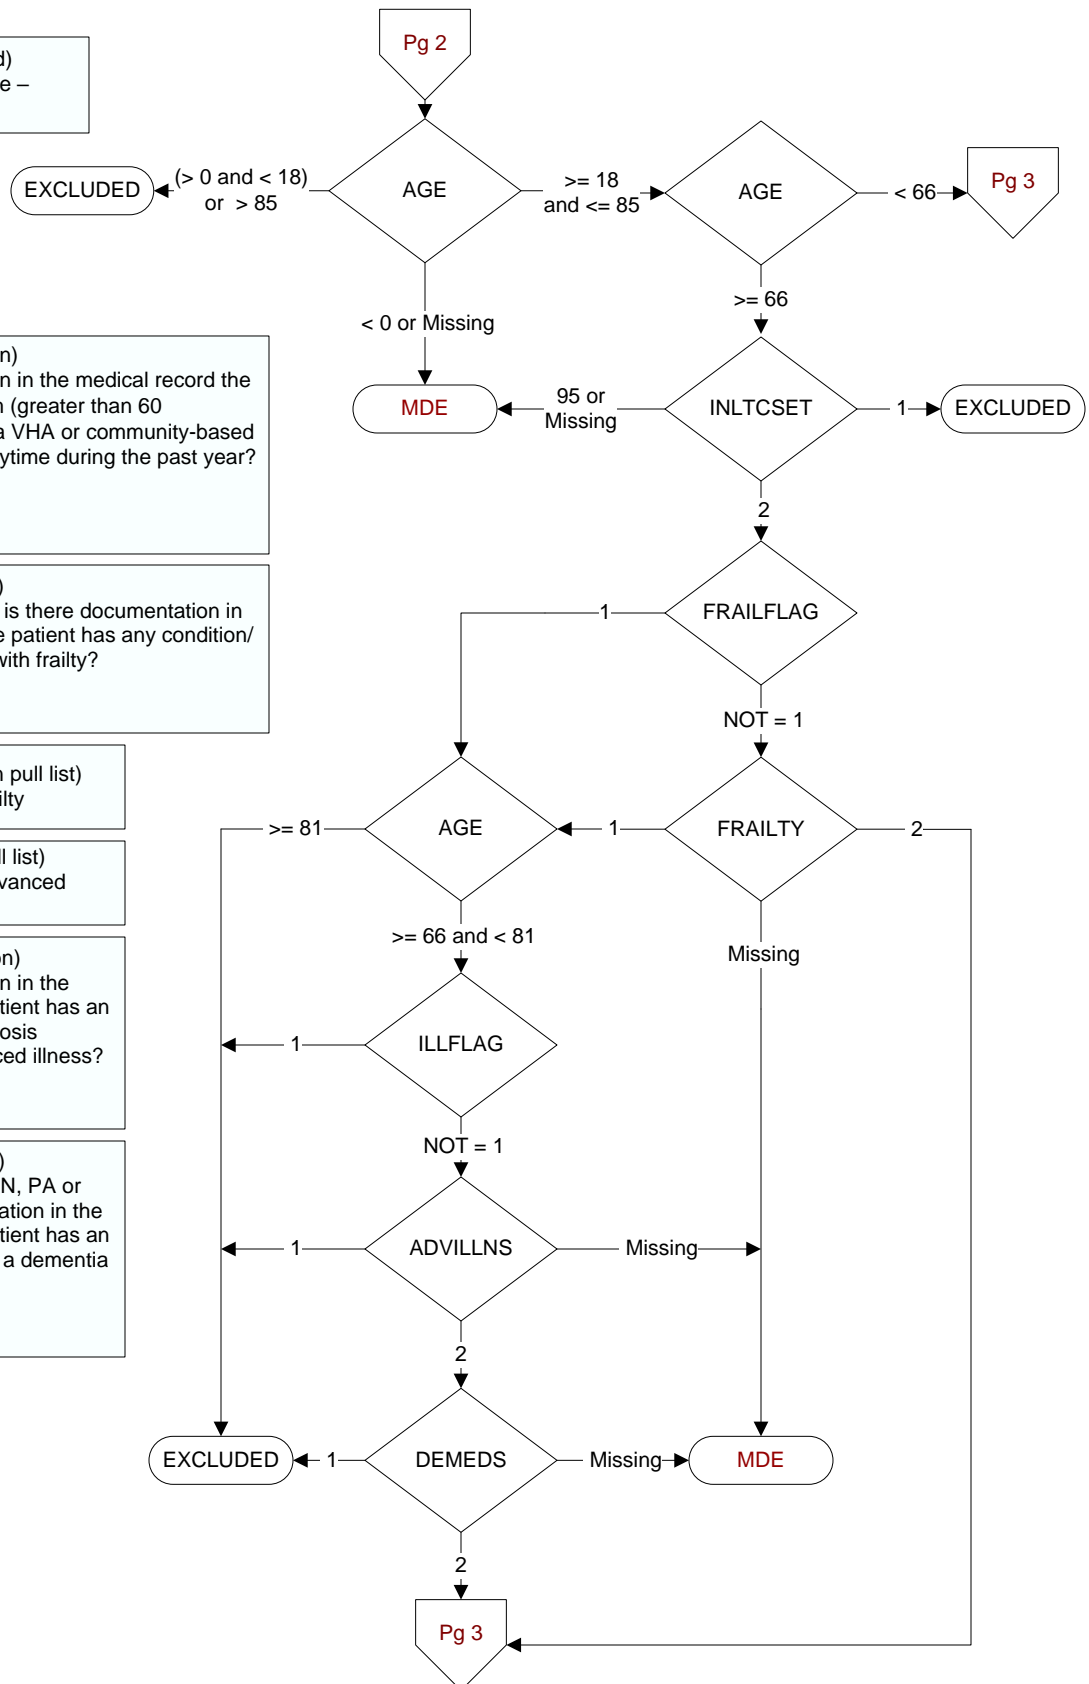 Pg 2
d)
e –
EXCLUDED
(> 0 and < 18)
or > 85
AGE
>= 18
and <= 85
AGE
< 66
Pg 3
< 0 or Missing
>= 66
n)
n in the medical record the
n (greater than 60
a VHA or community-based
ytime during the past year?
MDE
95 or
Missing
INLTCSET
1
EXCLUDED
2
)
is there documentation in
e patient has any condition/
with frailty?
1
FRAILFLAG
NOT = 1
n pull list)
ilty
>= 81
AGE
1
FRAILTY
2
ll list)
vanced
>= 66 and < 81
Missing
on)
n in the
tient has an
osis
ced illness?
1
ILLFLAG
NOT = 1
)
N, PA or
ation in the
tient has an
a dementia
1
ADVILLNS
Missing
2
EXCLUDED
1
DEMEDS
Missing
MDE
2
Pg 3